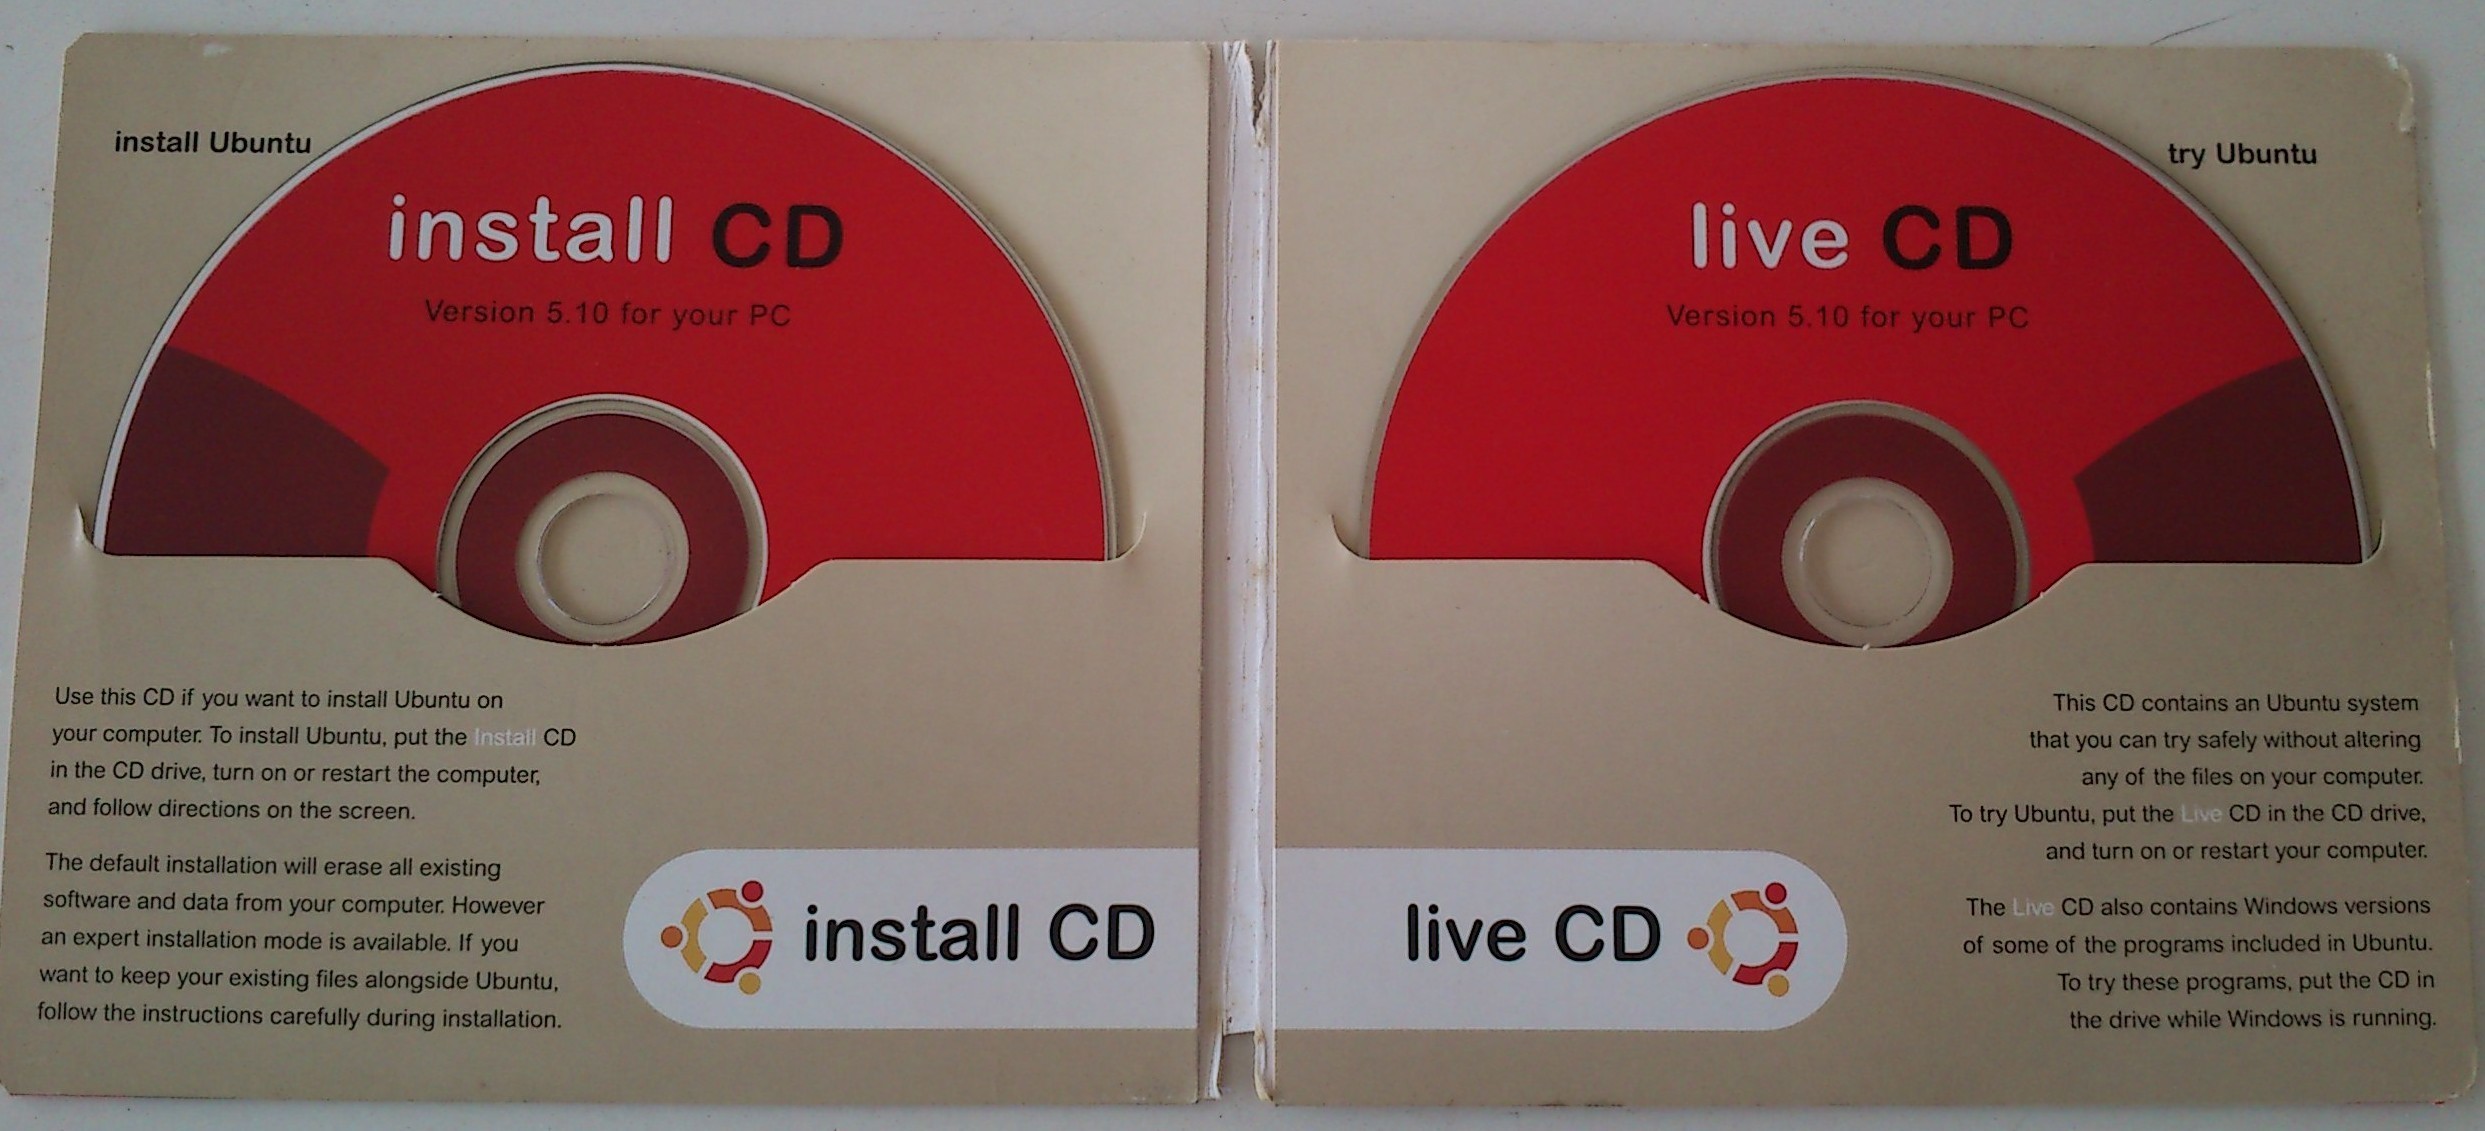 install Ubuntu
install CD
Version 5.10 for your PC
Use this CD if you want to install Ubuntu on
your computer. To install Ubuntu, put the Install CD
in the CD drive, turn on or restart the computer,
and follow directions on the screen.
The default installation will erase all existing
software and data from your computer. However
an expert installation mode is available. If you
want to keep your existing files alongside Ubuntu,
follow the instructions carefully during installation.
install CD
try Ubuntu
live CD
Version 5.10 for your PC
This CD contains an Ubuntu system
that you can try safely without altering
any of the files on your computer.
To try Ubuntu, put the Live CD in the CD drive,
and turn on or restart your computer.
The Live CD also contains Windows versions
of some of the programs included in Ubuntu.
To try these programs, put the CD in
the drive while Windows is running.
live CD